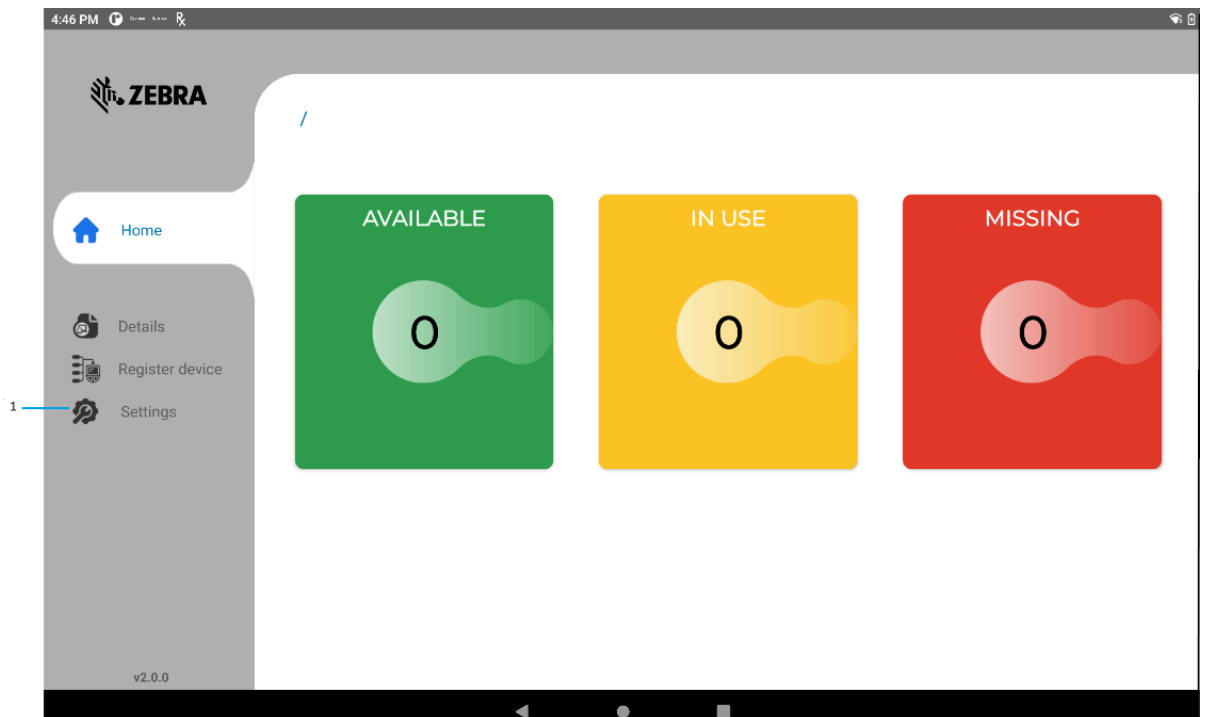 4:46 PM
ZEBRA
/
Home
Details
Register device
1
Settings
AVAILABLE
0
IN USE
0
MISSING
0
v2.0.0